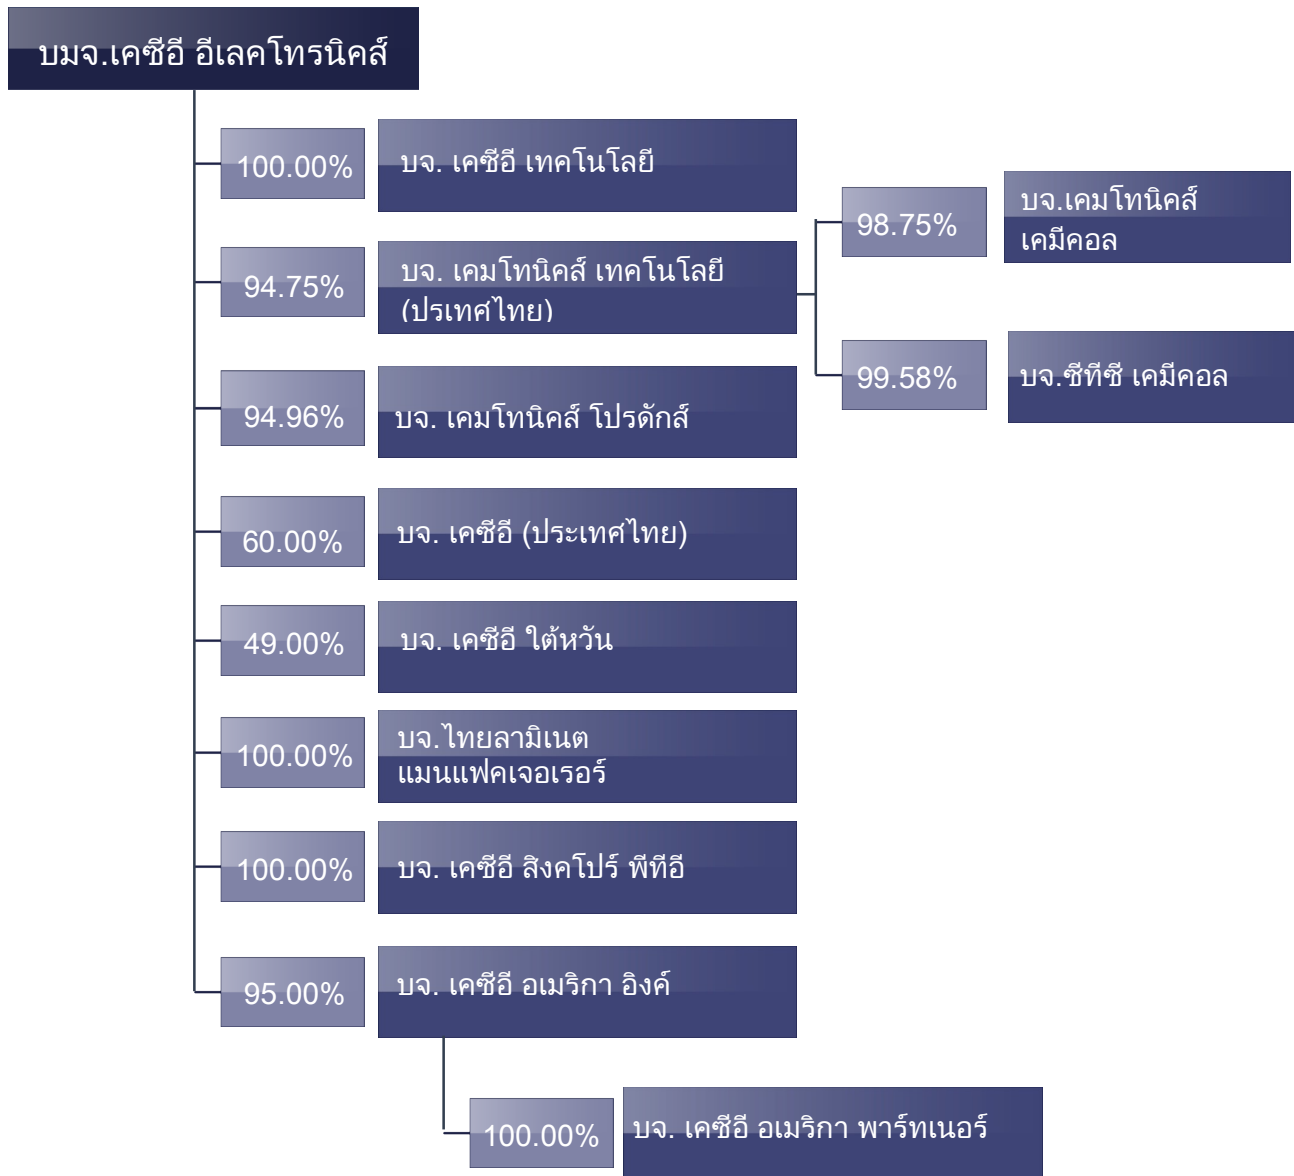 บมจ.เคซีอี อีเลคโทรนิคส์
100.00%
บจ. เคซีอี เทคโนโลยี
98.75%
บจ.เคมโทนิคส์
เคมีคอล
94.75%
บจ. เคมโทนิคส์ เทคโนโลยี
(ปรเทศไทย)
99.58%
บจ.ซีทีซี เคมีคอล
94.96%
บจ. เคมโทนิคส์ โปรดักส์
60.00%
บจ. เคซีอี (ประเทศไทย)
49.00%
บจ. เคซีอี ใต้หวัน
100.00%
บจ.ไทยลามิเนต
แมนแฟคเจอเรอร์
100.00%
บจ. เคซีอี สิงคโปร์ พีทีอี
95.00%
บจ. เคซีอี อเมริกา อิงค์
100.00%
บจ. เคซีอี อเมริกา พาร์ทเนอร์